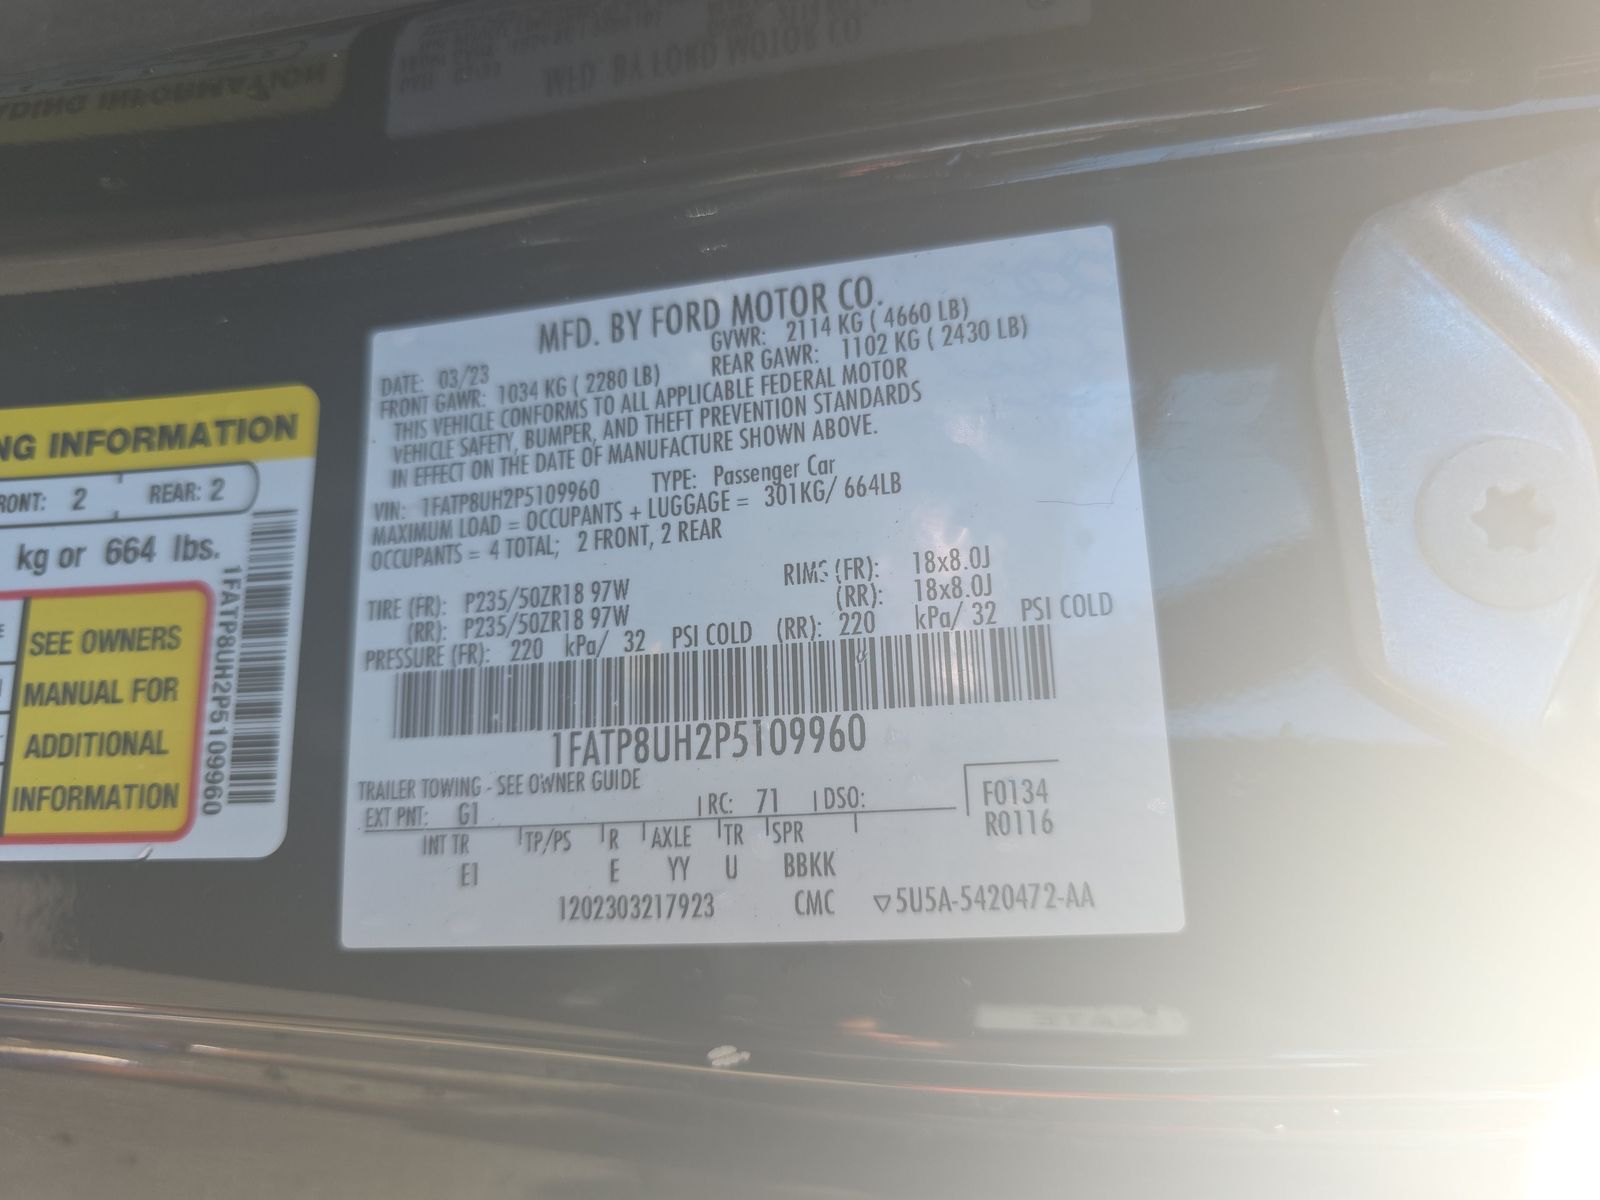 MFD. BY FORD MOTOR CO.
DATE: 03/23 GVWR: 2114 KG ( 4660 LB)
FRONT GAWR: 1034 KG ( 2280 LB) REAR GAWR: 1102 KG ( 2430 LB)
THIS VEHICLE CONFORMS TO ALL APPLICABLE FEDERAL MOTOR
VEHICLE SAFETY, BUMPER, AND THEFT PREVENTION STANDARDS
IN EFFECT ON THE DATE OF MANUFACTURE SHOWN ABOVE.
VIN: 1FATP8UH2P5109960 TYPE: Passenger Car
MAXIMUM LOAD = OCCUPANTS + LUGGAGE = 301KG/ 664LB
OCCUPANTS = 4 TOTAL; 2 FRONT, 2 REAR
TIRE (FR): P235/50ZR18 97W RIMS (FR): 18x8.0J
(RR): P235/50ZR18 97W (RR): 18x8.0J
PRESSURE (FR): 220 kPa/ 32 PSI COLD (RR): 220 kPa/ 32 PSI COLD
1FATP8UH2P5109960
TRAILER TOWING - SEE OWNER GUIDE
EXT PNT: G1 RC: 71 DSO: F0134
R0116
INT TR TP/PS R AXLE TR SPR
E1 E YY U BBKK
1202303217923 CMC ▽5U5A-5420472-AA
NG INFORMATION
RONT: 2 REAR: 2
kg or 664 lbs.
SEE OWNERS
MANUAL FOR
ADDITIONAL
INFORMATION
1FATP8UH2P5109960
MFD. BY FORD MOTOR CO
ADING INFORMATION